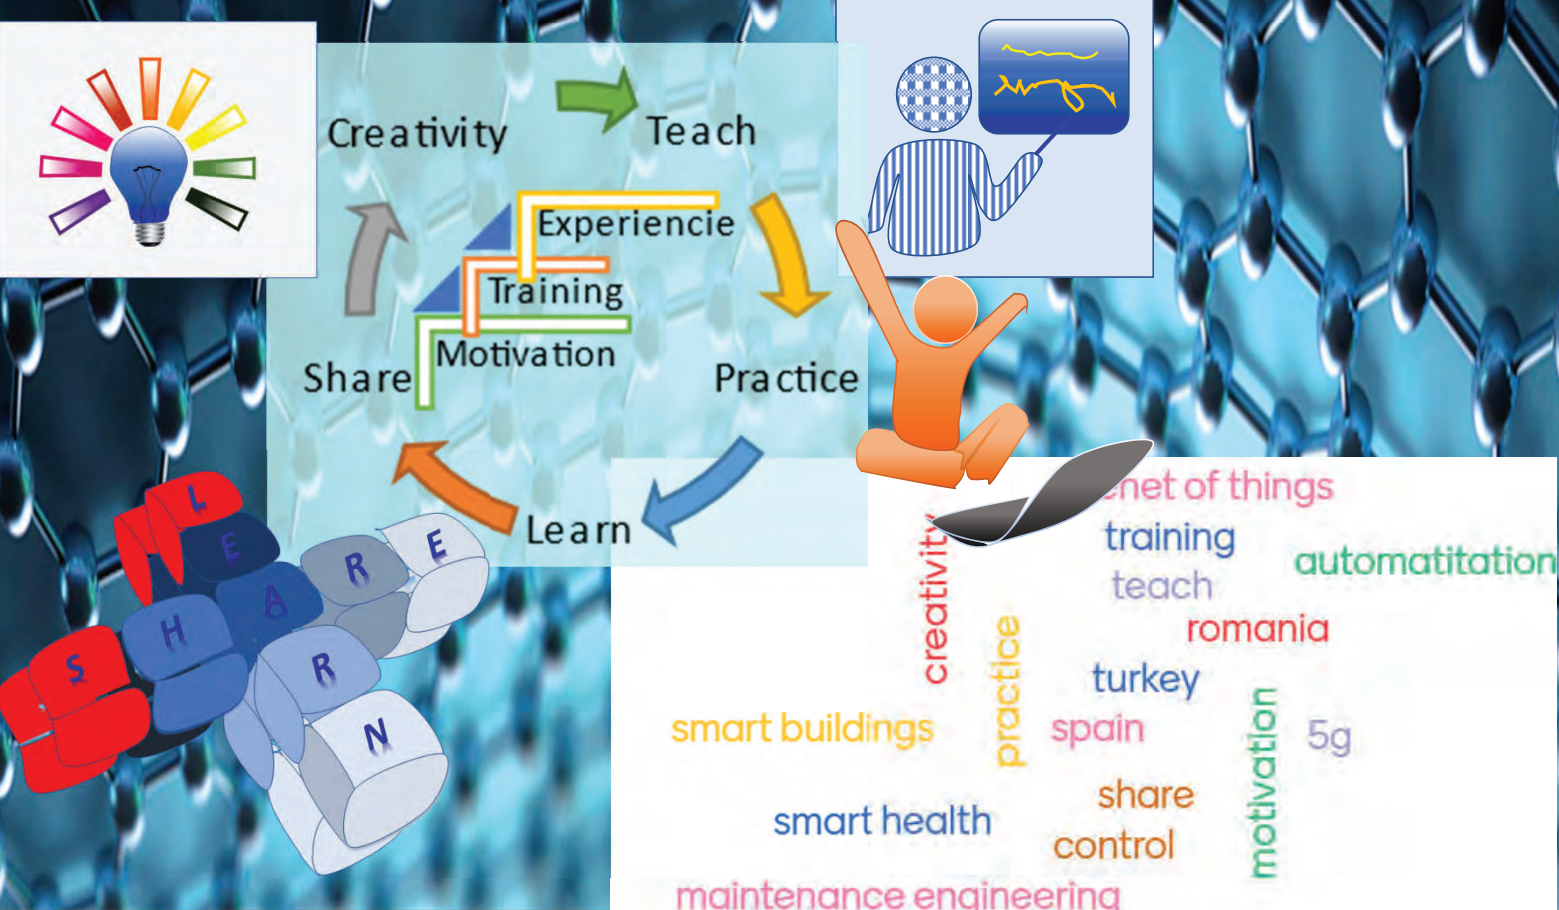 Creativity
Teach
Experiencie
Training
Motivation
Share
Practice
Learn
L
E
S H A R E
R
N
enet of things
creativity
training
automatitation
teach
practice
romania
turkey
smart buildings
spain
motivation
5g
share
smart health
control
maintenance engineering